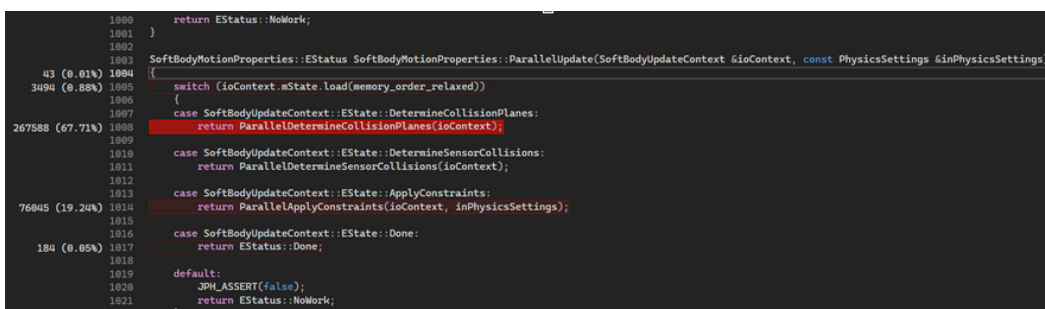 1000 return EStatus::NoWork;
1001 }
1002
1003 SoftBodyMotionProperties::EStatus SoftBodyMotionProperties::ParallelUpdate(SoftBodyUpdateContext &ioContext, const PhysicsSettings &inPhysicsSettings)
43 (0.01%) 1004 {
3494 (0.88%) 1005 switch (ioContext.mState.load(memory_order_relaxed))
1006 {
1007 case SoftBodyUpdateContext::EState::DetermineCollisionPlanes:
267588 (67.71%) 1008 return ParallelDetermineCollisionPlanes(ioContext);
1009
1010 case SoftBodyUpdateContext::EState::DetermineSensorCollisions:
1011 return ParallelDetermineSensorCollisions(ioContext);
1012
1013 case SoftBodyUpdateContext::EState::ApplyConstraints:
76045 (19.24%) 1014 return ParallelApplyConstraints(ioContext, inPhysicsSettings);
1015
1016 case SoftBodyUpdateContext::EState::Done:
184 (0.05%) 1017 return EStatus::Done;
1018
1019 default:
1020 JPH_ASSERT(false);
1021 return EStatus::NoWork;